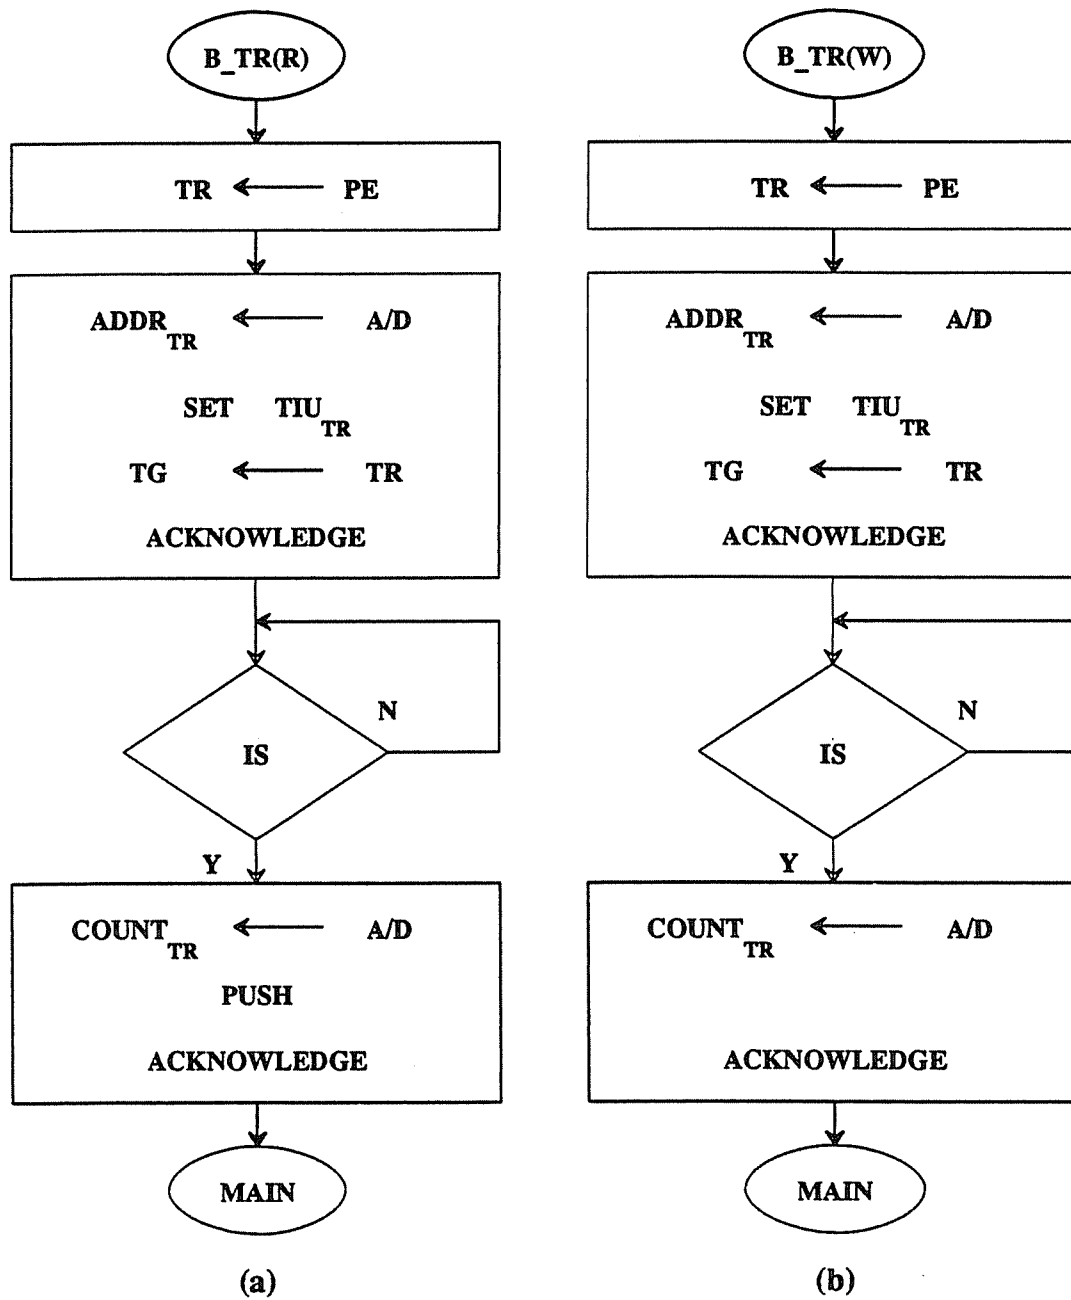 B_TR(R)
TR ← PE
ADDR_TR ← A/D
SET TIU_TR
TG ← TR
ACKNOWLEDGE
N
IS
Y
COUNT_TR ← A/D
PUSH
ACKNOWLEDGE
MAIN
(a)
B_TR(W)
TR ← PE
ADDR_TR ← A/D
SET TIU_TR
TG ← TR
ACKNOWLEDGE
N
IS
Y
COUNT_TR ← A/D
ACKNOWLEDGE
MAIN
(b)